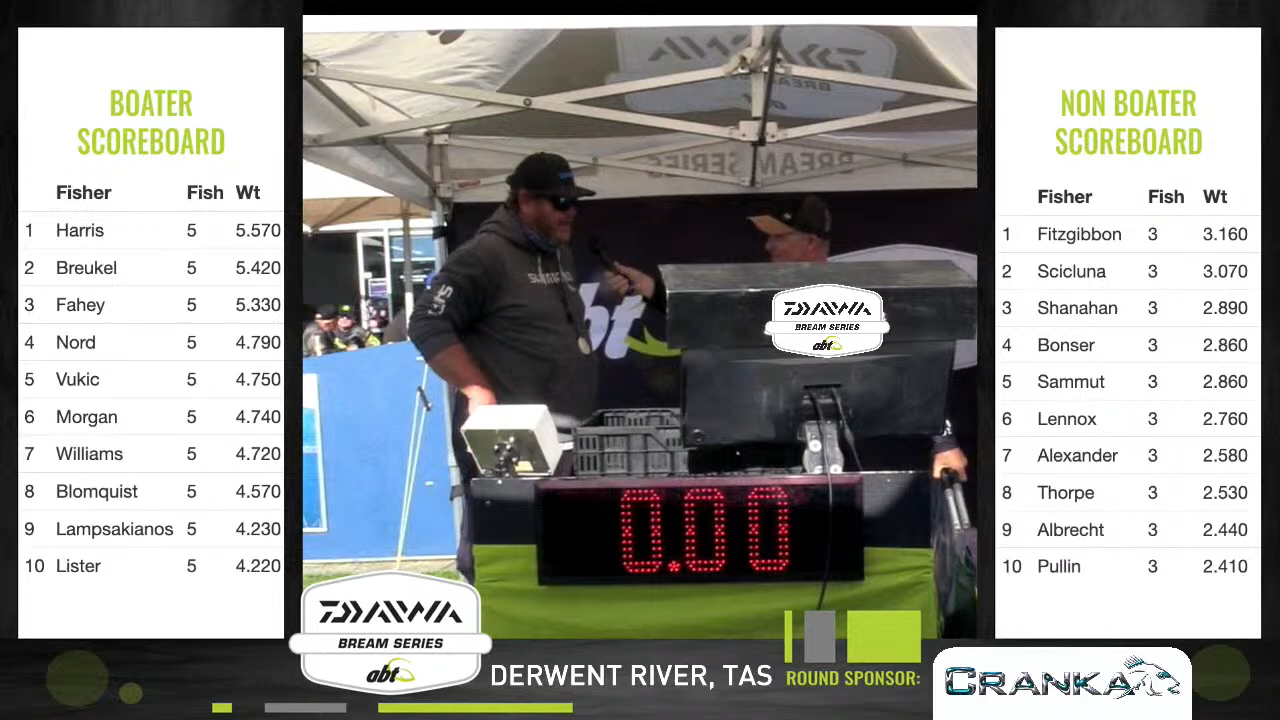 BOATER
SCOREBOARD
Fisher Fish Wt
1 Harris 5 5.570
2 Breukel 5 5.420
3 Fahey 5 5.330
4 Nord 5 4.790
5 Vukic 5 4.750
6 Morgan 5 4.740
7 Williams 5 4.720
8 Blomquist 5 4.570
9 Lampsakianos 5 4.230
10 Lister 5 4.220
BREAM SERIES
SHIMANO
abt
DAIWA
BREAM SERIES
abt
0.00
NON BOATER
SCOREBOARD
Fisher Fish Wt
1 Fitzgibbon 3 3.160
2 Scicluna 3 3.070
3 Shanahan 3 2.890
4 Bonser 3 2.860
5 Sammut 3 2.860
6 Lennox 3 2.760
7 Alexander 3 2.580
8 Thorpe 3 2.530
9 Albrecht 3 2.440
10 Pullin 3 2.410
DAIWA
BREAM SERIES
abt
DERWENT RIVER, TAS
ROUND SPONSOR:
CRANKA